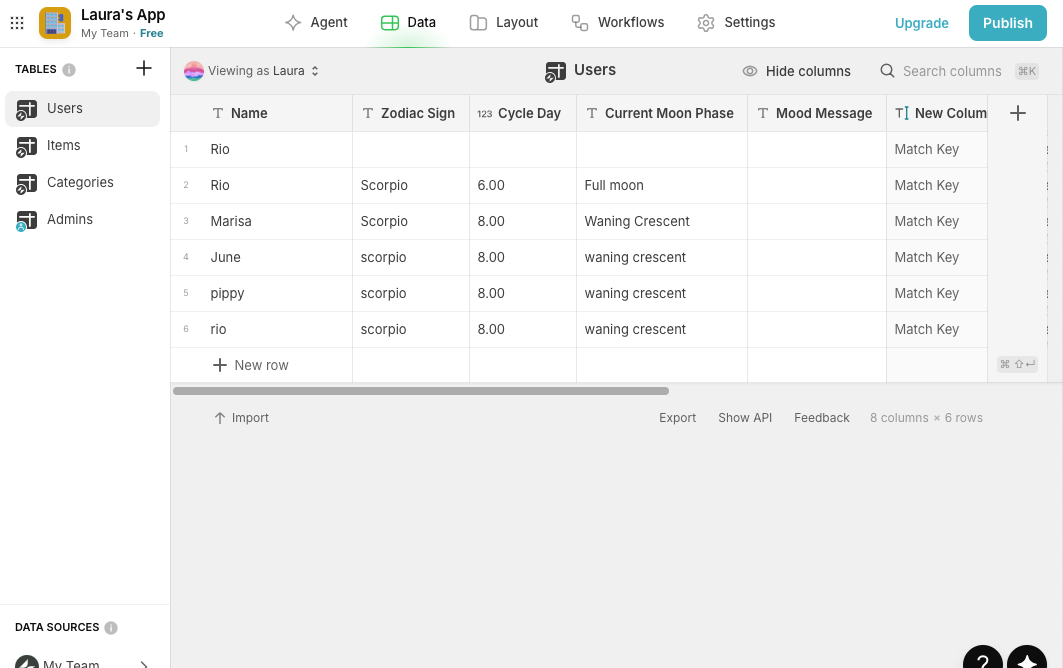 Laura's App
My Team · Free
Agent
Data
Layout
Workflows
Settings
Upgrade
Publish
TABLES
Users
Items
Categories
Admins
Viewing as Laura
Users
Hide columns
Search columns ⌘K
Name
Zodiac Sign
123 Cycle Day
Current Moon Phase
Mood Message
New Colum
1 Rio Match Key
2 Rio Scorpio 6.00 Full moon Match Key
3 Marisa Scorpio 8.00 Waning Crescent Match Key
4 June scorpio 8.00 waning crescent Match Key
5 pippy scorpio 8.00 waning crescent Match Key
6 rio scorpio 8.00 waning crescent Match Key
New row
⌘ ⇧↵
Import
Export
Show API
Feedback
8 columns × 6 rows
DATA SOURCES
My Team
?